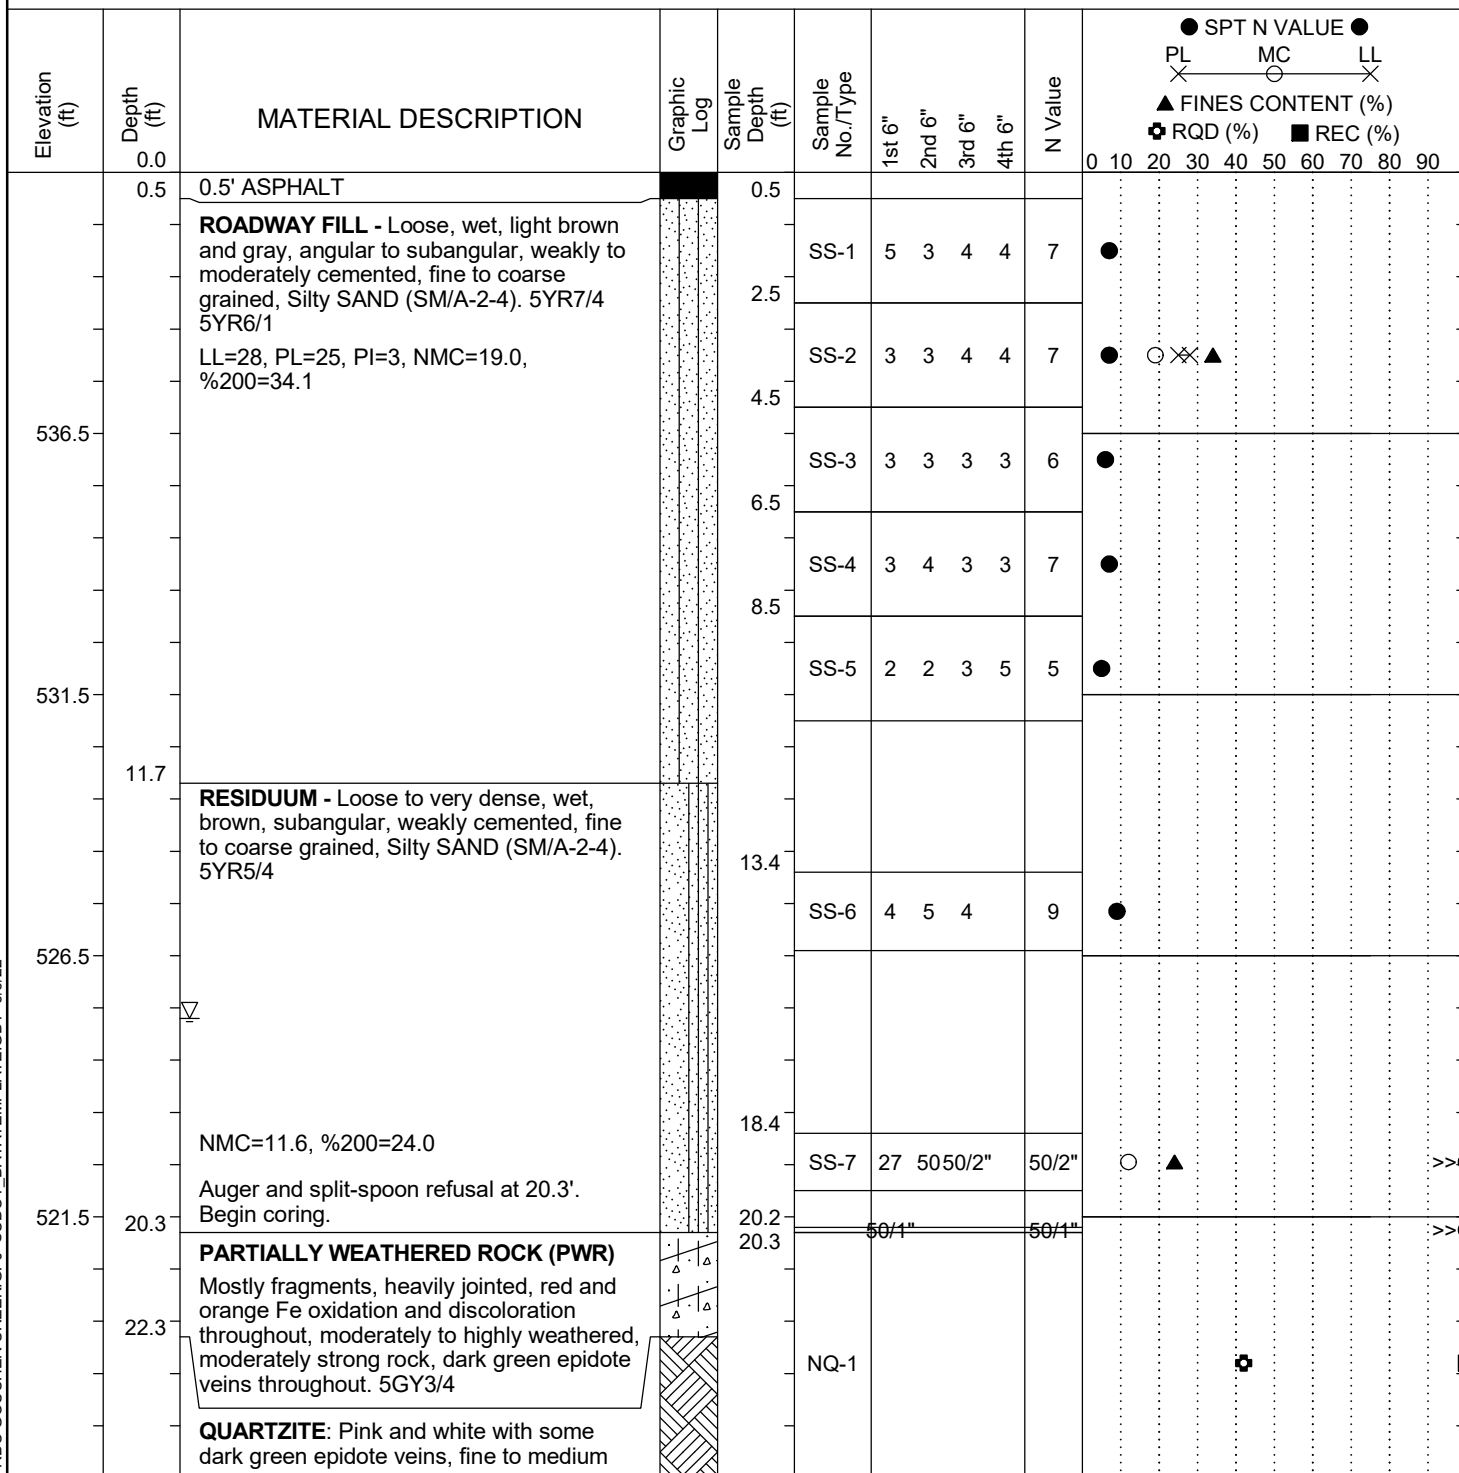 ● SPT N VALUE ●
PL MC LL
▲ FINES CONTENT (%)
RQD (%) ■ REC (%)
Elevation (ft)
Depth (ft)
0.0
MATERIAL DESCRIPTION
Graphic Log
Sample Depth (ft)
Sample No./Type
1st 6"
2nd 6"
3rd 6"
4th 6"
N Value
0 10 20 30 40 50 60 70 80 90
0.5 0.5' ASPHALT 0.5
ROADWAY FILL - Loose, wet, light brown
and gray, angular to subangular, weakly to
moderately cemented, fine to coarse
grained, Silty SAND (SM/A-2-4). 5YR7/4
5YR6/1
SS-1 5 3 4 4 7
2.5
LL=28, PL=25, PI=3, NMC=19.0,
%200=34.1
SS-2 3 3 4 4 7
4.5
536.5
SS-3 3 3 3 3 6
6.5
SS-4 3 4 3 3 7
8.5
SS-5 2 2 3 5 5
531.5
11.7
RESIDUUM - Loose to very dense, wet,
brown, subangular, weakly cemented, fine
to coarse grained, Silty SAND (SM/A-2-4).
5YR5/4
13.4
SS-6 4 5 4 9
526.5
18.4
NMC=11.6, %200=24.0
SS-7 27 50 50/2" 50/2" >>
Auger and split-spoon refusal at 20.3'.
Begin coring.
521.5 20.3 20.2
50/1" 50/1" >>
20.3
PARTIALLY WEATHERED ROCK (PWR)
Mostly fragments, heavily jointed, red and
orange Fe oxidation and discoloration
throughout, moderately to highly weathered,
moderately strong rock, dark green epidote
veins throughout. 5GY3/4
22.3
NQ-1
QUARTZITE: Pink and white with some
dark green epidote veins, fine to medium